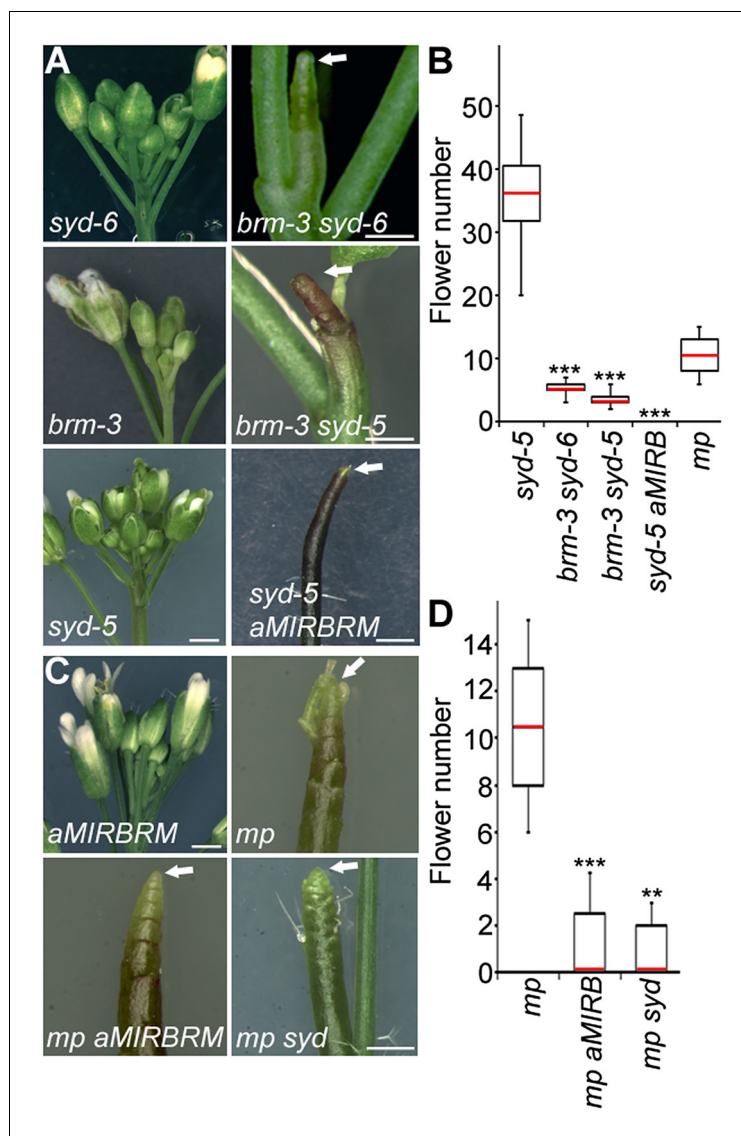 A
syd-6
brm-3 syd-6
brm-3
brm-3 syd-5
syd-5
syd-5
aMIRBRM
B
Flower number
50
40
30
20
10
0
***
***
***
syd-5
brm-3 syd-6
brm-3 syd-5
syd-5 aMIRB
mp
C
aMIRBRM
mp
mp aMIRBRM
mp syd
D
Flower number
14
12
10
8
6
4
2
0
***
**
mp
mp aMIRB
mp syd